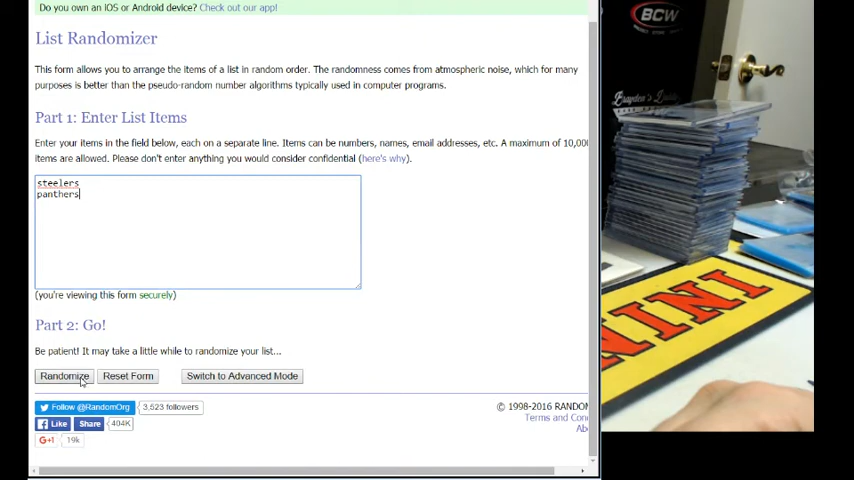 Do you own an iOS or Android device? Check out our app!
List Randomizer
This form allows you to arrange the items of a list in random order. The randomness comes from atmospheric noise, which for many
purposes is better than the pseudo-random number algorithms typically used in computer programs.
Part 1: Enter List Items
Enter your items in the field below, each on a separate line. Items can be numbers, names, email addresses, etc. A maximum of 10,00
items are allowed. Please don't enter anything you would consider confidential (here's why).
steelers
panthers
(you're viewing this form securely)
Part 2: Go!
Be patient! It may take a little while to randomize your list...
Randomize Reset Form Switch to Advanced Mode
Follow @RandomOrg 3,523 followers
Like Share 404K
G+1 19k
© 1998-2016 RANDOM
Terms and Con
Ab
BCW
Brayden's
NINI